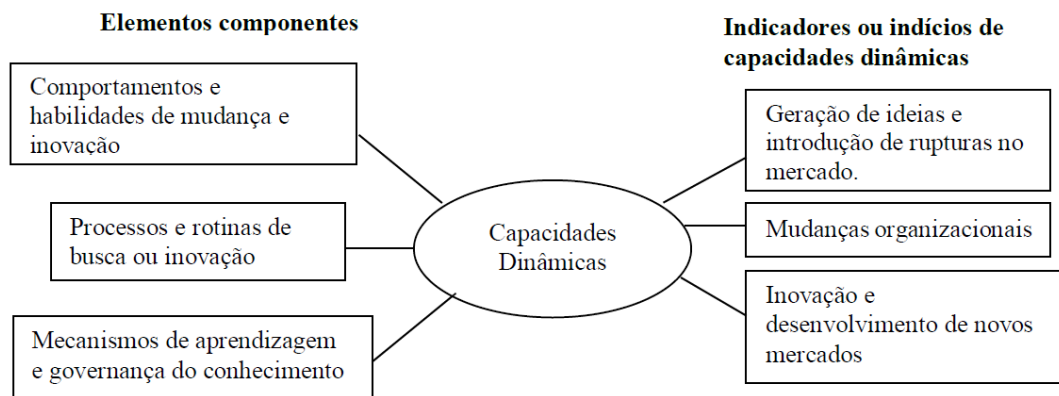 Elementos componentes
Comportamentos e
habilidades de mudança e
inovação
Processos e rotinas de
busca ou inovação
Mecanismos de aprendizagem
e governança do conhecimento
Capacidades
Dinâmicas
Indicadores ou indícios de
capacidades dinâmicas
Geração de ideias e
introdução de rupturas no
mercado.
Mudanças organizacionais
Inovação e
desenvolvimento de novos
mercados